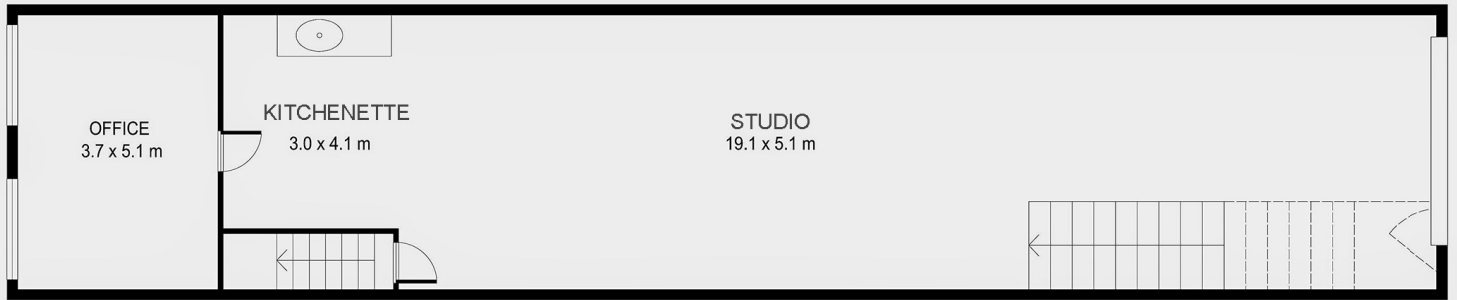 OFFICE
3.7 x 5.1 m
KITCHENETTE
3.0 x 4.1 m
STUDIO
19.1 x 5.1 m